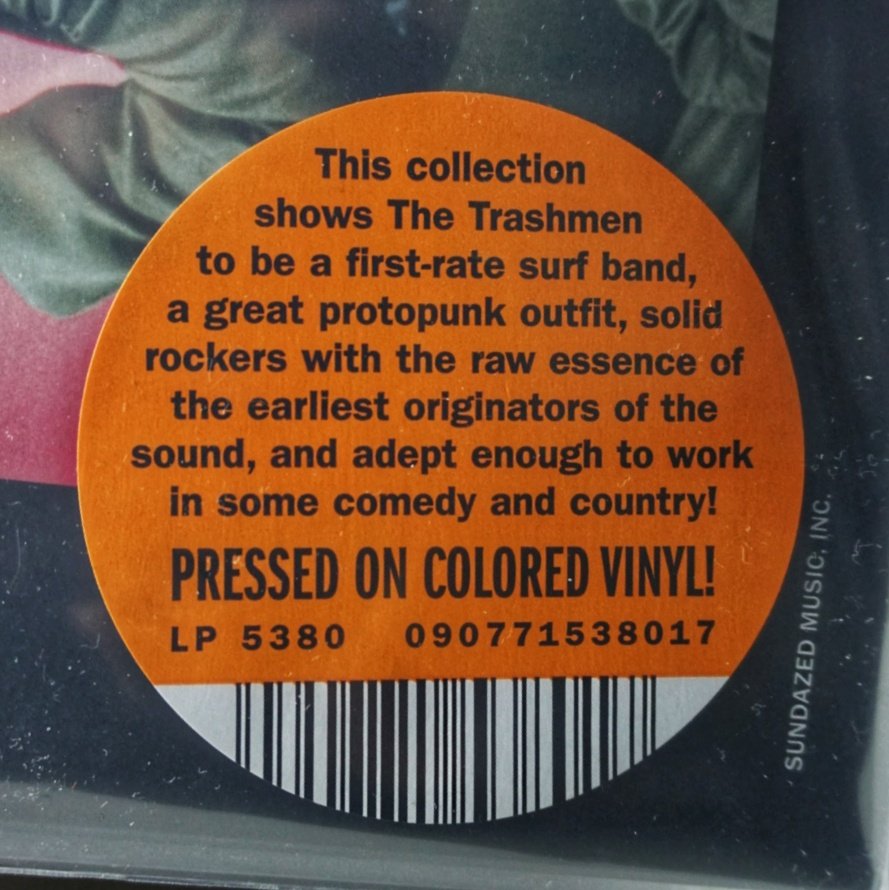 This collection
shows The Trashmen
to be a first-rate surf band,
a great protopunk outfit, solid
rockers with the raw essence of
the earliest originators of the
sound, and adept enough to work
in some comedy and country!
PRESSED ON COLORED VINYL!
LP 5380 090771538017
SUNDAZED MUSIC, INC.